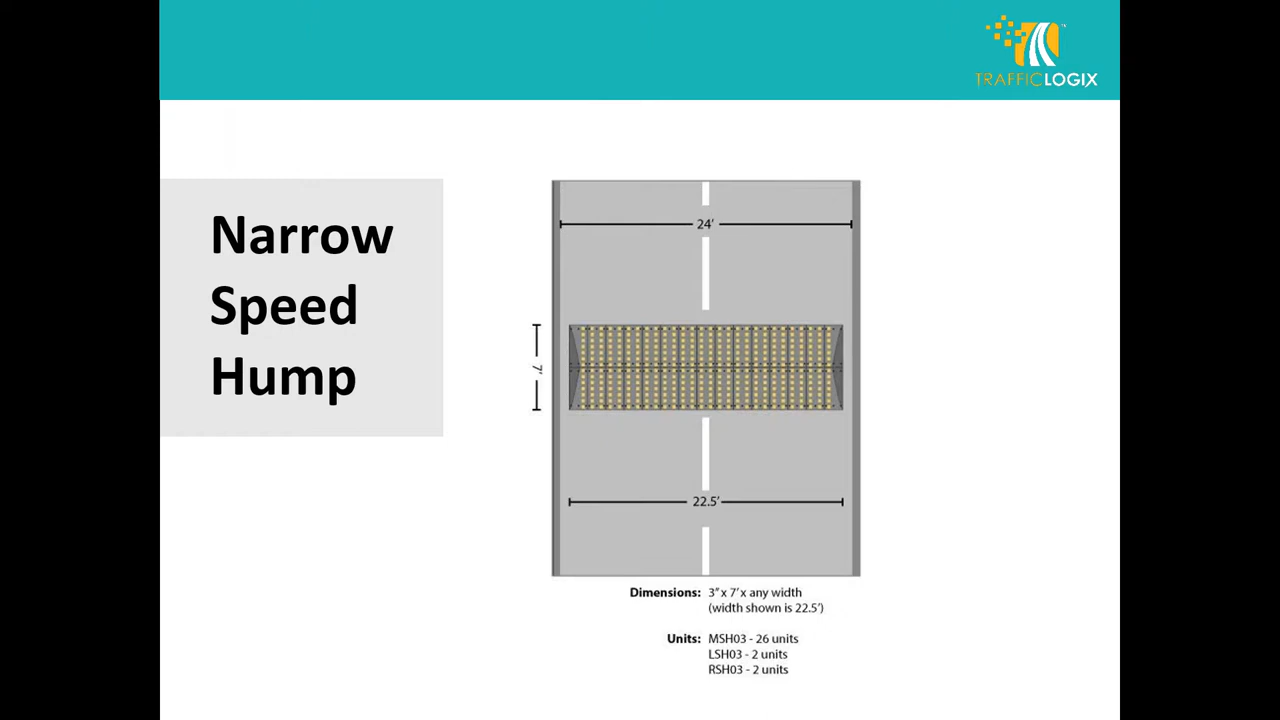 TRAFFICLOGIX
Narrow
Speed
Hump
24'
7'
22.5'
Dimensions: 3" x 7' x any width
(width shown is 22.5')
Units: MSH03 - 26 units
LSH03 - 2 units
RSH03 - 2 units